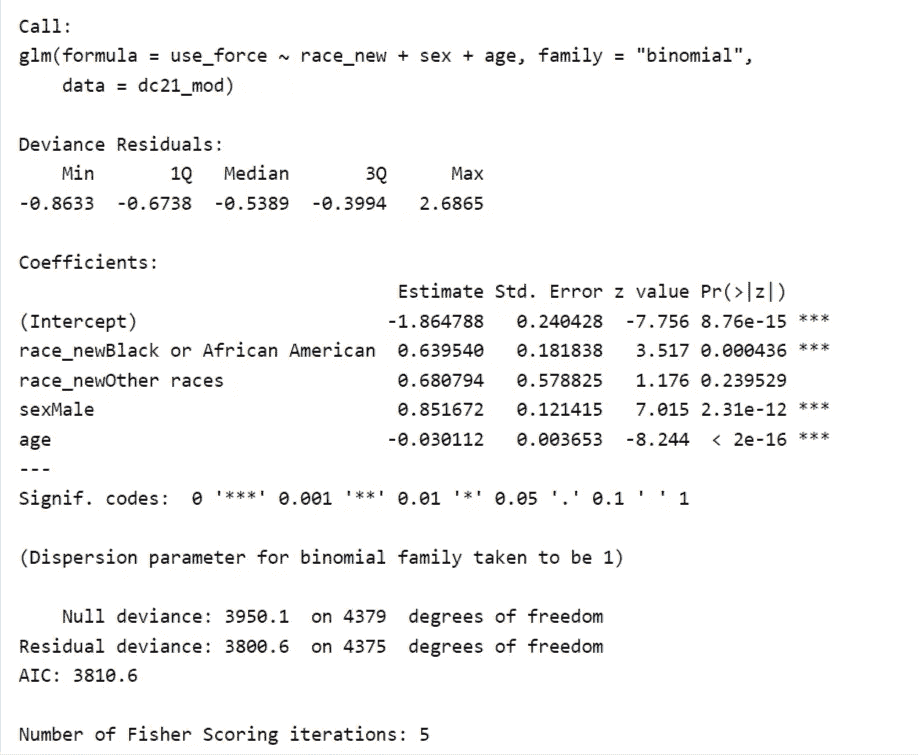 Call:
glm(formula = use_force ~ race_new + sex + age, family = "binomial",
    data = dc21_mod)
Deviance Residuals:
    Min       1Q   Median       3Q      Max
-0.8633  -0.6738  -0.5389  -0.3994   2.6865
Coefficients:
                                   Estimate Std. Error z value Pr(>|z|)
(Intercept)                       -1.864788   0.240428  -7.756 8.76e-15 ***
race_newBlack or African American  0.639540   0.181838   3.517 0.000436 ***
race_newOther races                0.680794   0.578825   1.176 0.239529
sexMale                            0.851672   0.121415   7.015 2.31e-12 ***
age                               -0.030112   0.003653  -8.244  < 2e-16 ***
---
Signif. codes:  0 '***' 0.001 '**' 0.01 '*' 0.05 '.' 0.1 ' ' 1
(Dispersion parameter for binomial family taken to be 1)
    Null deviance: 3950.1  on 4379  degrees of freedom
Residual deviance: 3800.6  on 4375  degrees of freedom
AIC: 3810.6
Number of Fisher Scoring iterations: 5